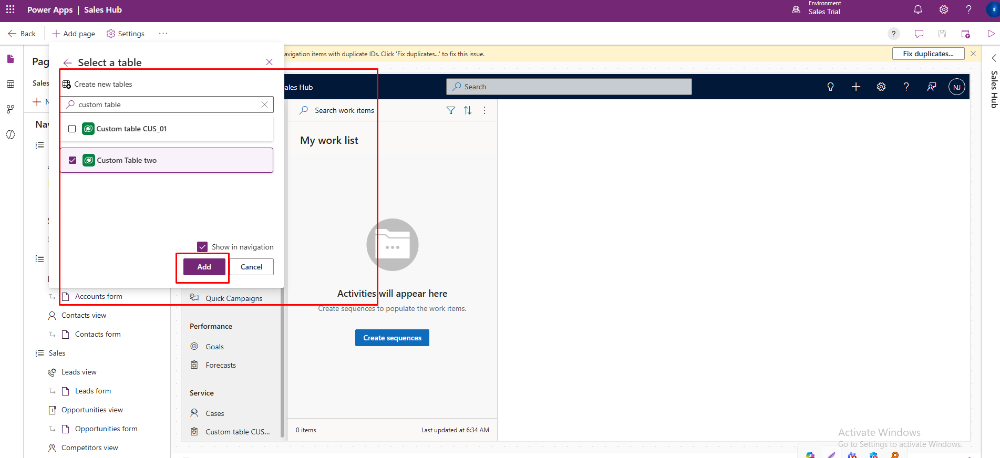 Power Apps | Sales Hub
Environment
Sales Trial
Back
Add page
Settings
...
?
Select a table
avigation items with duplicate IDs. Click 'Fix duplicates...' to fix this issue.
Fix duplicates...
Pag
Sales
N
Nav
Create new tables
custom table
Custom table CUS_01
Custom Table two
Show in navigation
Add
Cancel
Accounts form
Contacts view
Contacts form
Sales
Leads view
Leads form
Opportunities view
Opportunities form
Competitors view
ales Hub
Search
NJ
Search work items
My work list
Activities will appear here
Create sequences to populate the work items.
Create sequences
0 items
Last updated at 6:34 AM
Quick Campaigns
Performance
Goals
Forecasts
Service
Cases
Custom table CUS...
Sales Hub
Activate Windows
Go to Settings to activate Windows.